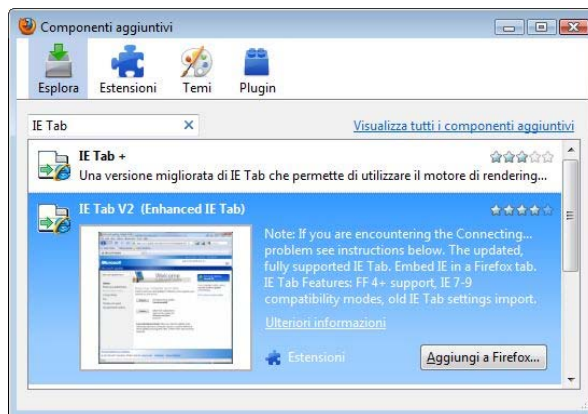 Componenti aggiuntivi
Esplora Estensioni Temi Plugin
IE Tab Visualizza tutti i componenti aggiuntivi
IE Tab +
Una versione migliorata di IE Tab che permette di utilizzare il motore di rendering...
IE Tab V2 (Enhanced IE Tab)
Note: If you are encountering the Connecting...
problem see instructions below. The updated,
fully supported IE Tab. Embed IE in a Firefox tab.
IE Tab Features: FF 4+ support, IE 7-9
compatibility modes, old IE Tab settings import.
Ulteriori informazioni
Estensioni Aggiungi a Firefox...
Microsoft
Welcome